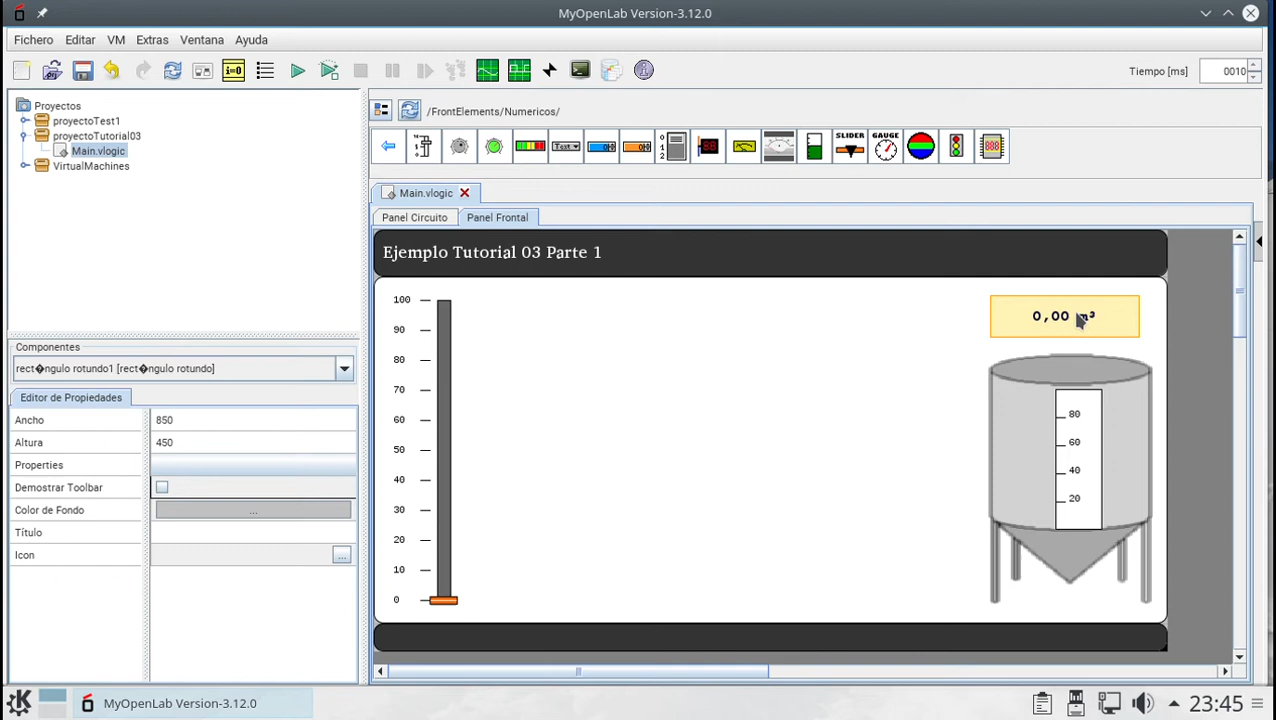 MyOpenLab Version-3.12.0
Fichero Editar VM Extras Ventana Ayuda
i=0
Tiempo [ms] 0010
Proyectos
proyectoTest1
proyectoTutorial03
Main.vlogic
VirtualMachines
/FrontElements/Numericos/
Text
SLIDER
GAUGE
Main.vlogic
Panel Circuito Panel Frontal
Ejemplo Tutorial 03 Parte 1
100
90
80
70
60
50
40
30
20
10
0
0,00 m³
80
60
40
20
Componentes
rect�ngulo rotundo1 [rect�ngulo rotundo]
Editor de Propiedades
Ancho 850
Altura 450
Properties
Demostrar Toolbar
Color de Fondo ...
Título
Icon ...
MyOpenLab Version-3.12.0
23:45